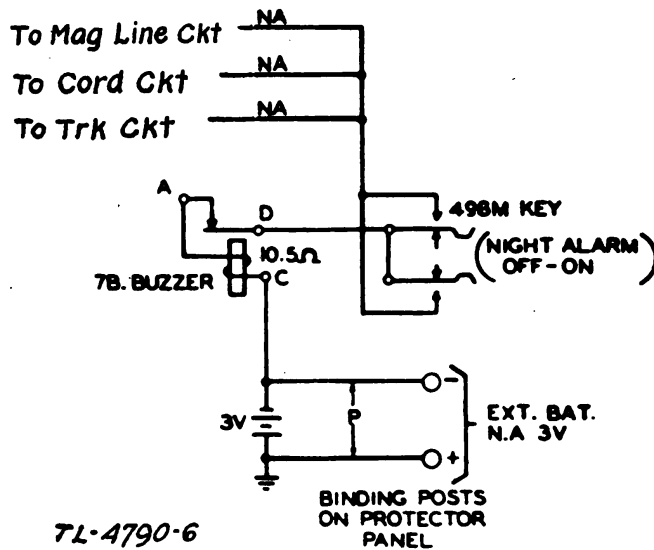 To Mag Line Ckt NA
To Cord Ckt NA
To Trk Ckt NA
A
D
49BM KEY
(NIGHT ALARM
OFF-ON)
10.5Ω
7B. BUZZER
C
3V
P
-
+
EXT. BAT.
N.A 3V
BINDING POSTS
ON PROTECTOR
PANEL
TL-4790-6